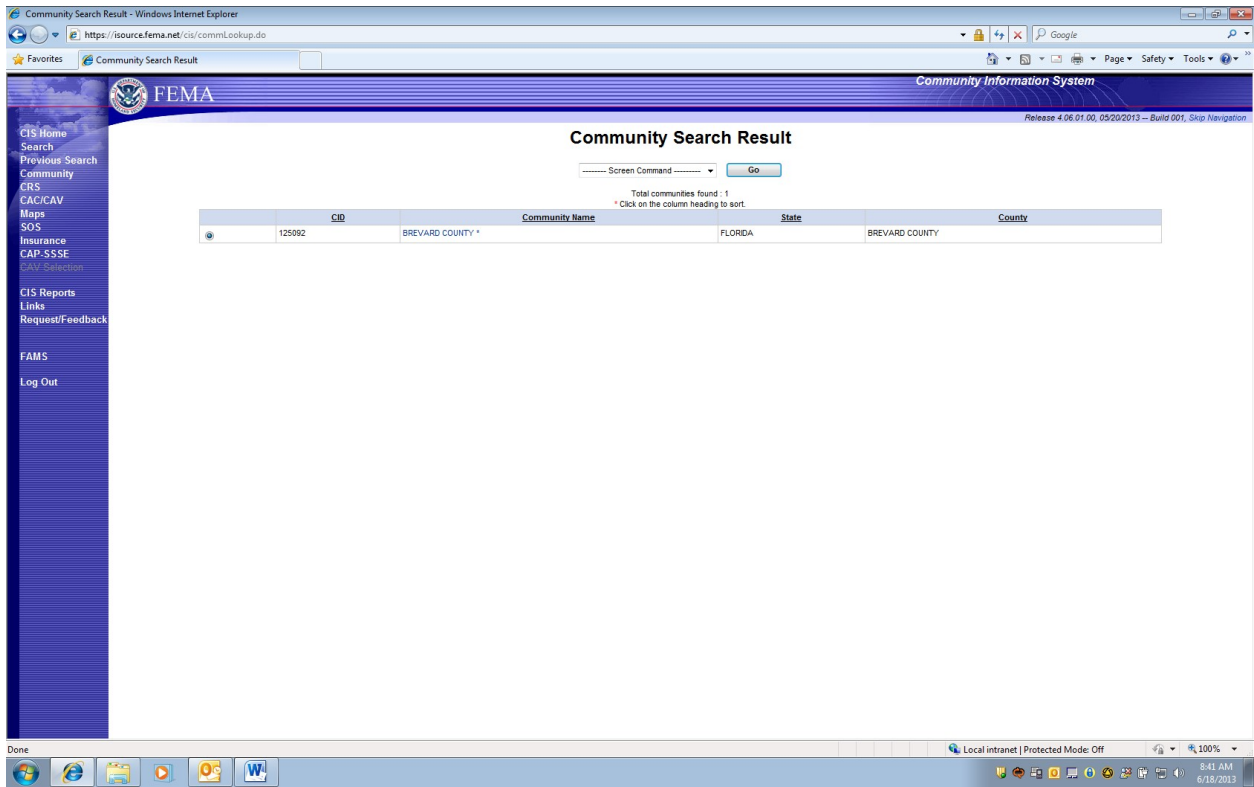 Community Search Result - Windows Internet Explorer
https://isource.fema.net/cis/commLookup.do
Google
Favorites
Community Search Result
Page
Safety
Tools
FEMA
Community Information System
Release 4.06.01.00, 05/20/2013 -- Build 001, Skip Navigation
CIS Home
Search
Previous Search
Community
CRS
CAC/CAV
Maps
SOS
Insurance
CAP-SSSE
CAV Selection
CIS Reports
Links
Request/Feedback
FAMS
Log Out
Community Search Result
-------- Screen Command --------- Go
Total communities found : 1
* Click on the column heading to sort.
CID Community Name State County
125092 BREVARD COUNTY * FLORIDA BREVARD COUNTY
Done
Local intranet | Protected Mode: Off
100%
8:41 AM
6/18/2013